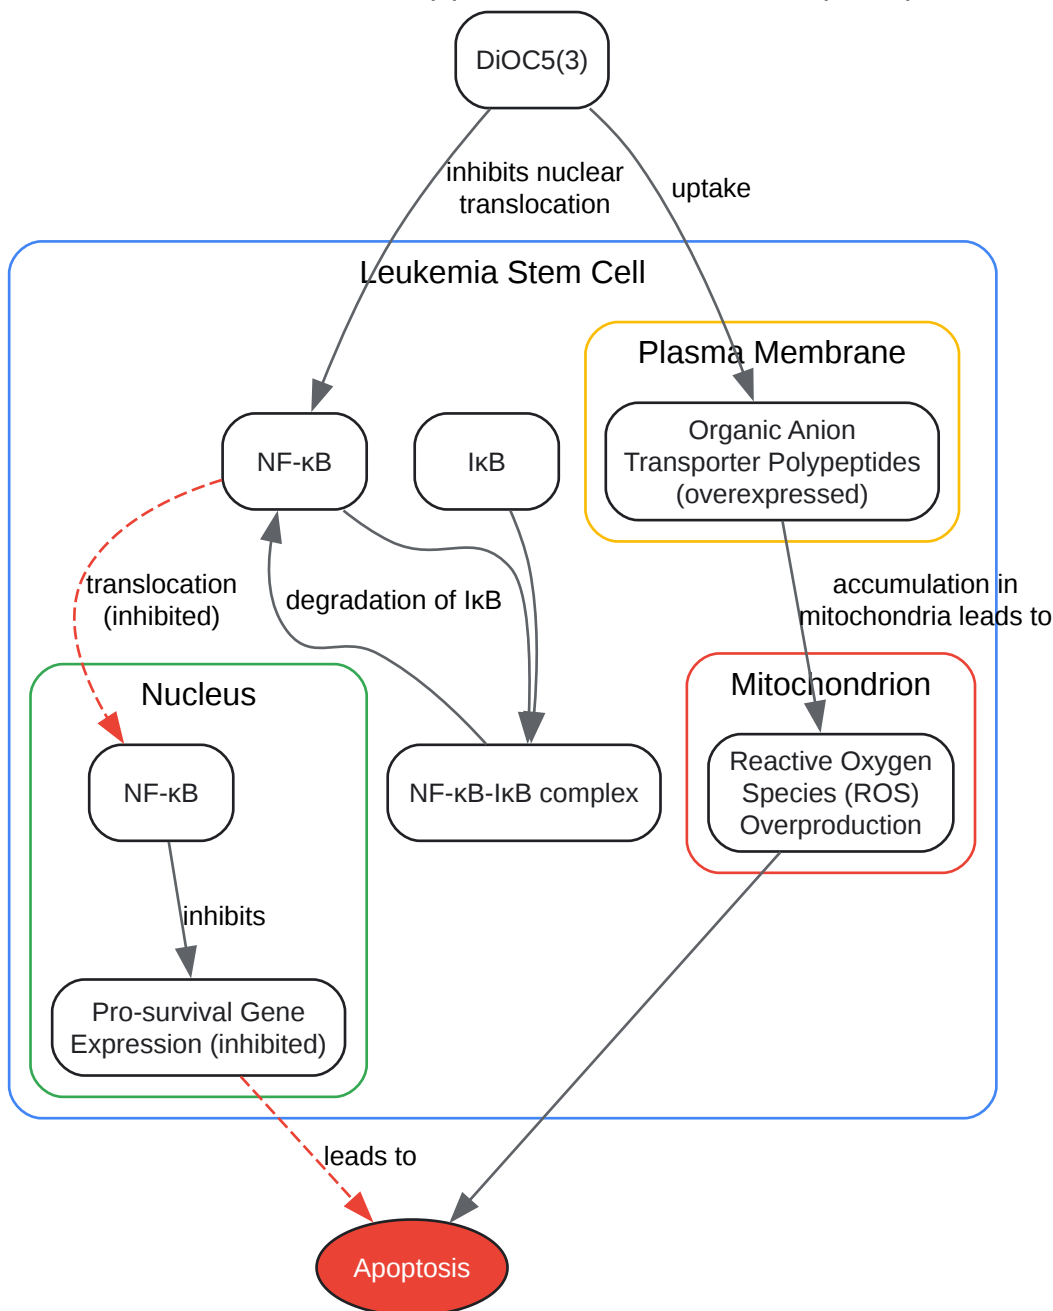 DiOC5(3)
inhibits nuclear
translocation
uptake
Leukemia Stem Cell
Plasma Membrane
Organic Anion
Transporter Polypeptides
(overexpressed)
NF-κB
IκB
translocation
(inhibited)
degradation of IκB
accumulation in
mitochondria leads to
Nucleus
Mitochondrion
NF-κB
NF-κB-IκB complex
Reactive Oxygen
Species (ROS)
Overproduction
inhibits
Pro-survival Gene
Expression (inhibited)
leads to
Apoptosis